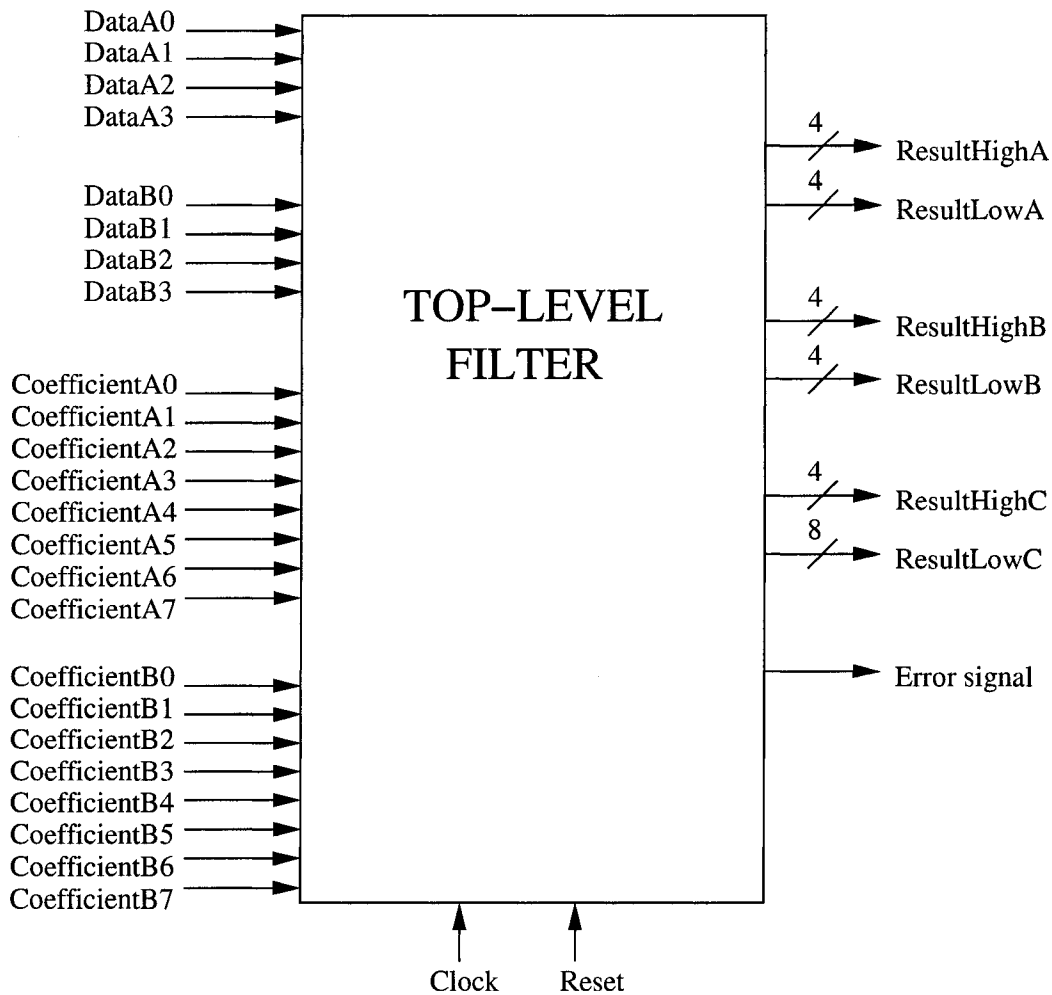 DataA0
DataA1
DataA2
DataA3
DataB0
DataB1
DataB2
DataB3
CoefficientA0
CoefficientA1
CoefficientA2
CoefficientA3
CoefficientA4
CoefficientA5
CoefficientA6
CoefficientA7
CoefficientB0
CoefficientB1
CoefficientB2
CoefficientB3
CoefficientB4
CoefficientB5
CoefficientB6
CoefficientB7
TOP–LEVEL
FILTER
4
ResultHighA
4
ResultLowA
4
ResultHighB
4
ResultLowB
4
ResultHighC
8
ResultLowC
Error signal
Clock
Reset